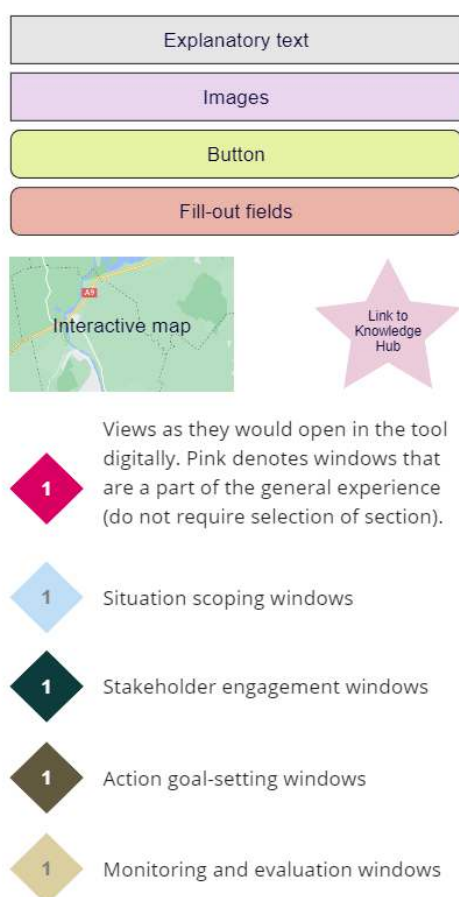 Explanatory text
Images
Button
Fill-out fields
A9
Interactive map
Link to
Knowledge
Hub
1
Views as they would open in the tool
digitally. Pink denotes windows that
are a part of the general experience
(do not require selection of section).
1
Situation scoping windows
1
Stakeholder engagement windows
1
Action goal-setting windows
1
Monitoring and evaluation windows